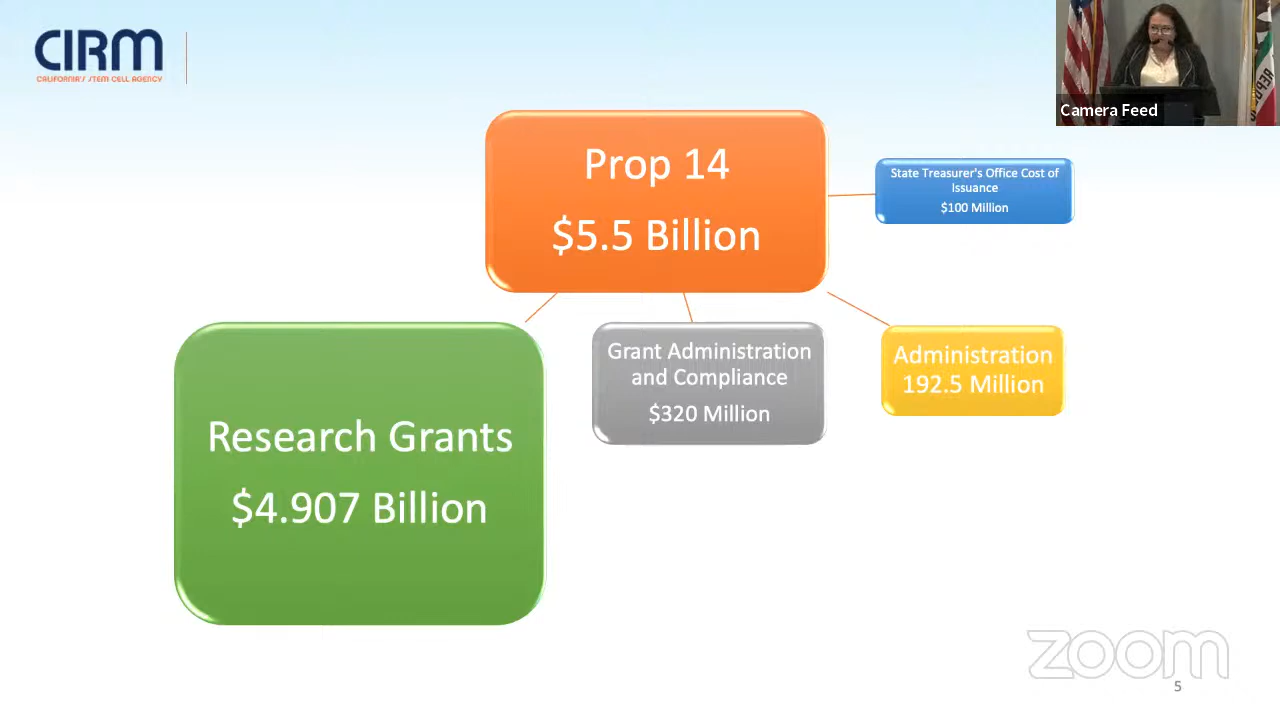 CIRM
CALIFORNIA'S STEM CELL AGENCY
Camera Feed
Prop 14
$5.5 Billion
State Treasurer's Office Cost of
Issuance
$100 Million
Grant Administration
and Compliance
$320 Million
Administration
192.5 Million
Research Grants
$4.907 Billion
zoom
5